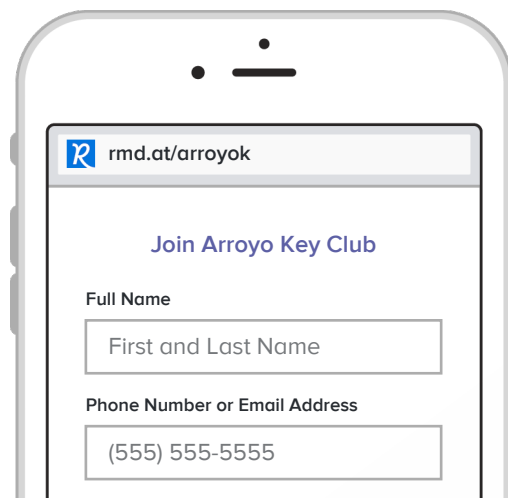 rmd.at/arroyok
Join Arroyo Key Club
Full Name
First and Last Name
Phone Number or Email Address
(555) 555-5555